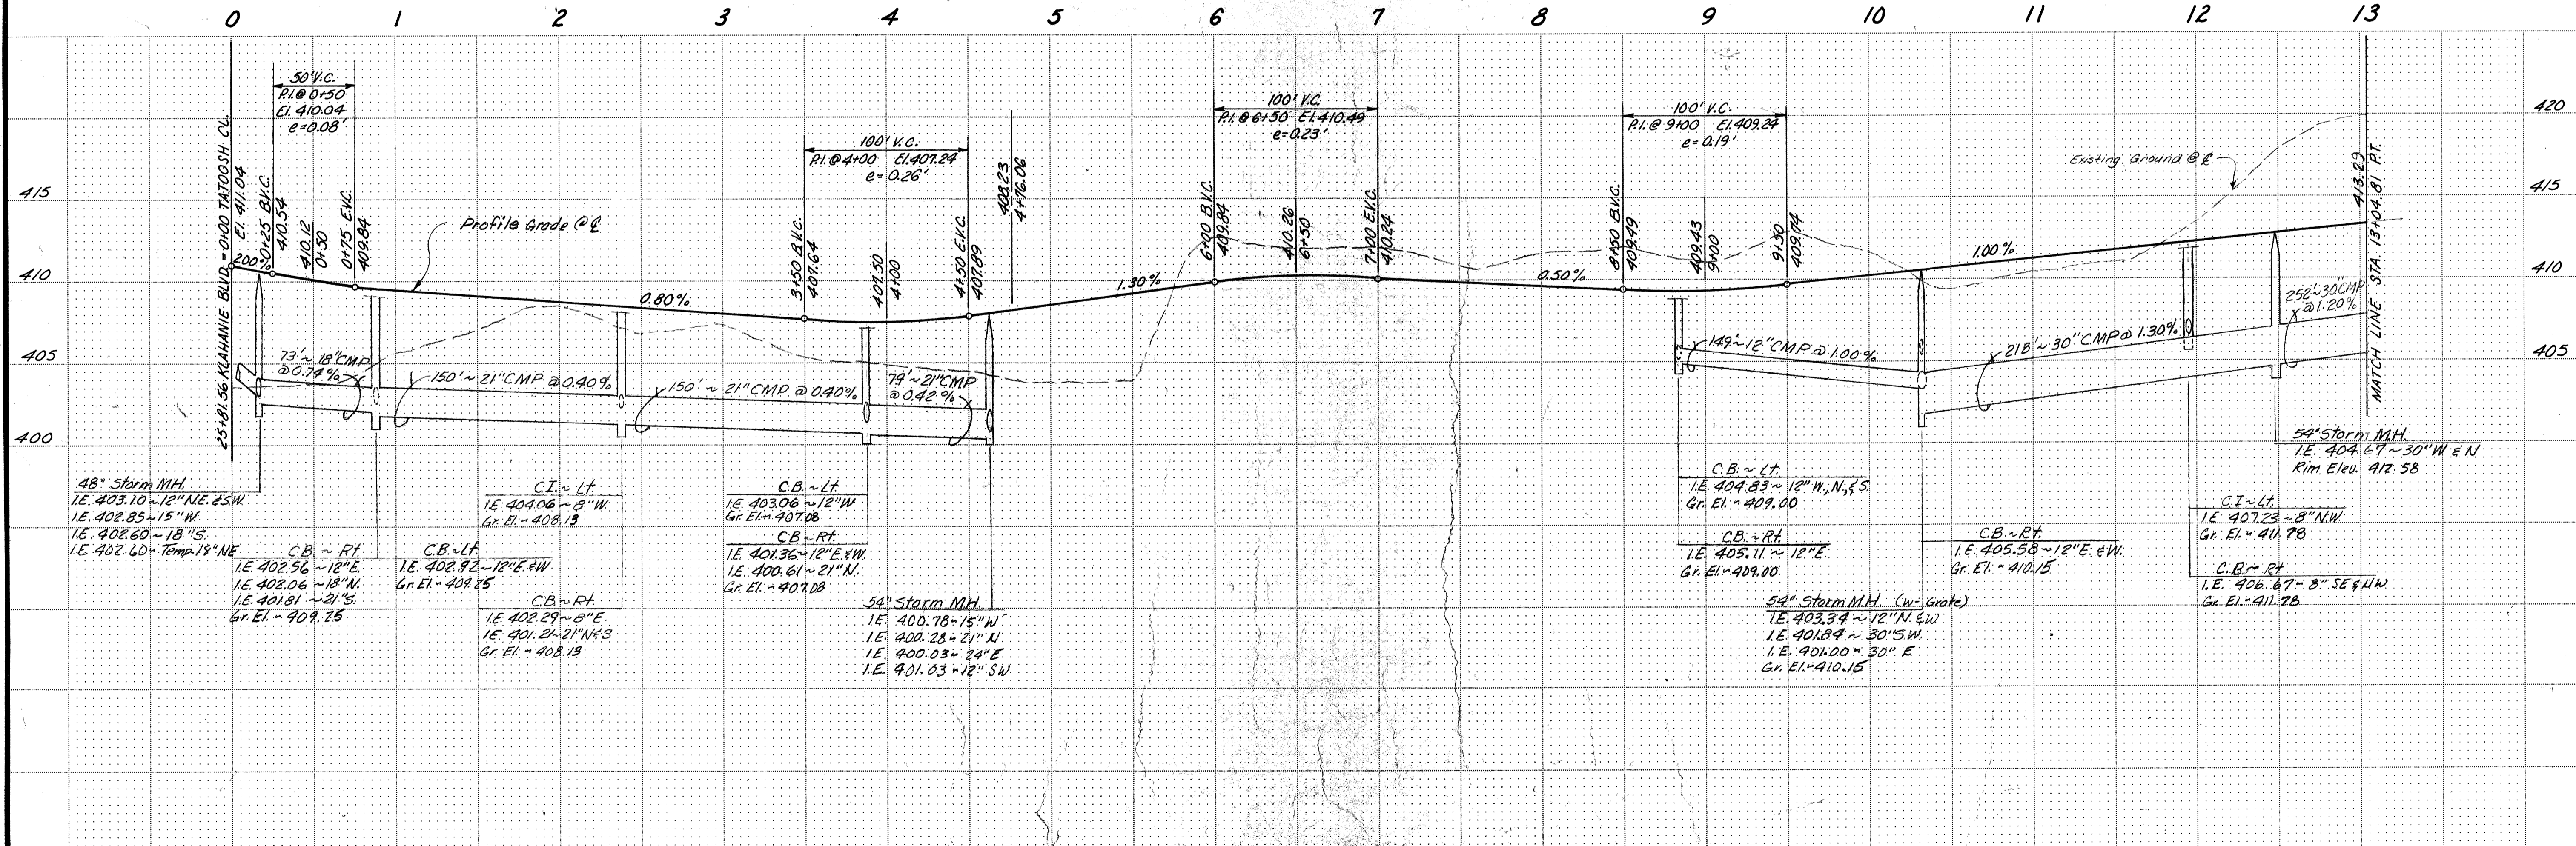 0 1 2 3 4 5 6 7 8 9 10 11 12 13
420
415
415
410
410
405
405
400
25+81.56 KLAHANIE BLVD. = 0+00 TATOOSH CL.
El. 411.04
50' V.C.
P.I. @ 0+50
El. 410.04
e=0.08'
0+25 B.V.C.
410.54
410.12
0+50
0+75 E.V.C.
409.84
2.00%
Profile Grade @ ℄
0.80%
100' V.C.
P.I. @ 4+00 El. 407.24
e=0.26'
3+50 B.V.C.
407.64
407.50
4+00
4+50 E.V.C.
407.89
408.23
4+76.06
1.30%
100' V.C.
P.I. @ 6+50 El. 410.49
e=0.23'
6+00 B.V.C.
409.84
410.26
6+50
7+00 E.V.C.
410.24
0.50%
100' V.C.
P.I. @ 9+00 El. 409.24
e=0.19'
8+50 B.V.C.
409.49
409.43
9+00
9+50
409.74
1.00%
Existing Ground @ ℄
413.29
MATCH LINE STA. 13+04.81 P.T.
73'~18"CMP
@0.74%
150'~21"CMP @0.40%
150'~21"CMP @0.40%
79'~21"CMP
@0.42%
149~12"CMP @1.00%
218'~30"CMP @1.30%
252'~30"CMP
@1.20%
48" Storm M.H.
I.E. 403.10~12" N.E. & SW.
I.E. 402.85~15" W.
I.E. 402.60~18" S.
I.E. 402.60~Temp. 18" NE
C.B. ~ Rt.
I.E. 402.56~12"E.
I.E. 402.06~18"N.
I.E. 401.81~21"S.
Gr. El.~409.25
C.B.~Lt.
I.E. 402.92~12"E. & W
Gr. El.~409.25
C.I. ~ Lt.
I.E. 404.06~8"W.
Gr. El.~408.13
C.B. ~ Rt.
I.E. 402.29~8"E.
I.E. 401.21~21"N & S
Gr. El.~408.13
C.B. ~ Lt.
I.E. 403.06~12"W
Gr. El.~407.08
C.B ~ Rt.
I.E. 401.36~12"E. & W.
I.E. 400.61~21"N.
Gr. El.~407.08
54" Storm M.H.
I.E. 400.78~15"W
I.E. 400.28~21" N
I.E. 400.03~24"E
I.E. 401.03~12" SW
C.B. ~ Lt.
I.E. 404.83~12" W., N., & S.
Gr. El.~409.00
C.B. ~ Rt.
I.E. 405.11~12"E.
Gr. El.~409.00
C.B. ~ Rt.
I.E. 405.58~12"E. & W.
Gr. El.~410.15
54" Storm M.H. (w- Grate)
I.E. 403.34~12"N. & W
I.E. 401.84~30"S.W.
I.E. 401.00~30" E
Gr. El.~410.15
54" Storm M.H.
I.E. 404.67~30"W & N
Rim Elev. 412.58
C.I.~Lt.
I.E. 407.23~8"N.W.
Gr. El.~411.78
C.B. ~ Rt
I.E. 406.67~8" SE & NW
Gr. El.~411.78